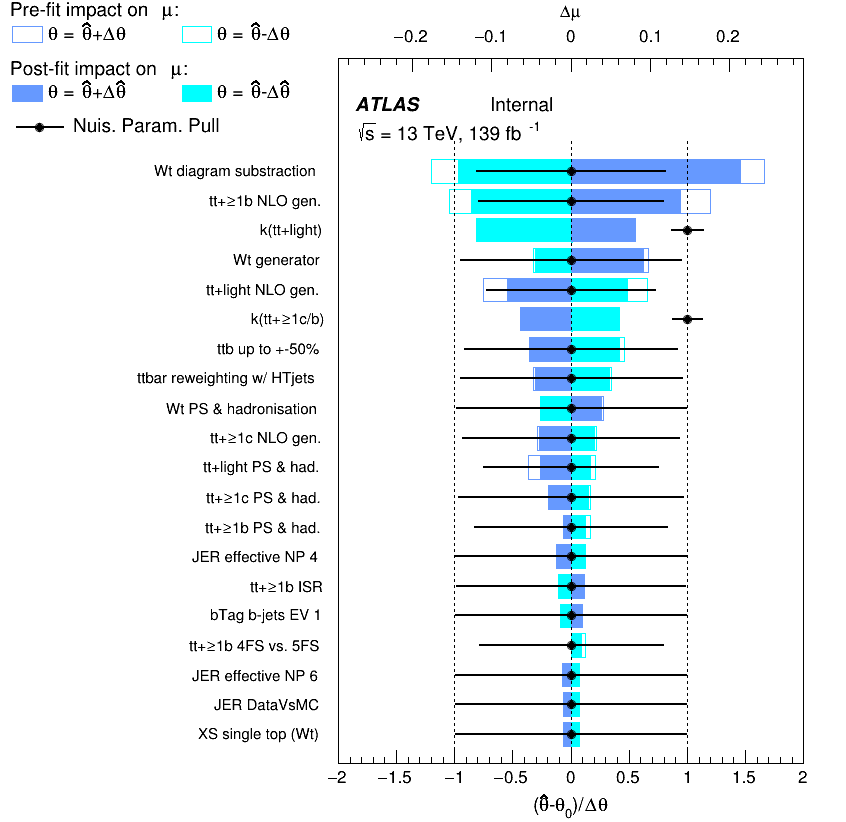 Pre-fit impact on μ:
θ = θ̂+Δθ θ = θ̂-Δθ
Post-fit impact on μ:
θ = θ̂+Δθ̂ θ = θ̂-Δθ̂
Nuis. Param. Pull
Δμ
−0.2 −0.1 0 0.1 0.2
ATLAS Internal
√s = 13 TeV, 139 fb⁻¹
Wt diagram substraction
tt+≥1b NLO gen.
k(tt+light)
Wt generator
tt+light NLO gen.
k(tt+≥1c/b)
ttb up to +-50%
ttbar reweighting w/ HTjets
Wt PS & hadronisation
tt+≥1c NLO gen.
tt+light PS & had.
tt+≥1c PS & had.
tt+≥1b PS & had.
JER effective NP 4
tt+≥1b ISR
bTag b-jets EV 1
tt+≥1b 4FS vs. 5FS
JER effective NP 6
JER DataVsMC
XS single top (Wt)
−2 −1.5 −1 −0.5 0 0.5 1 1.5 2
(θ̂-θ₀)/Δθ